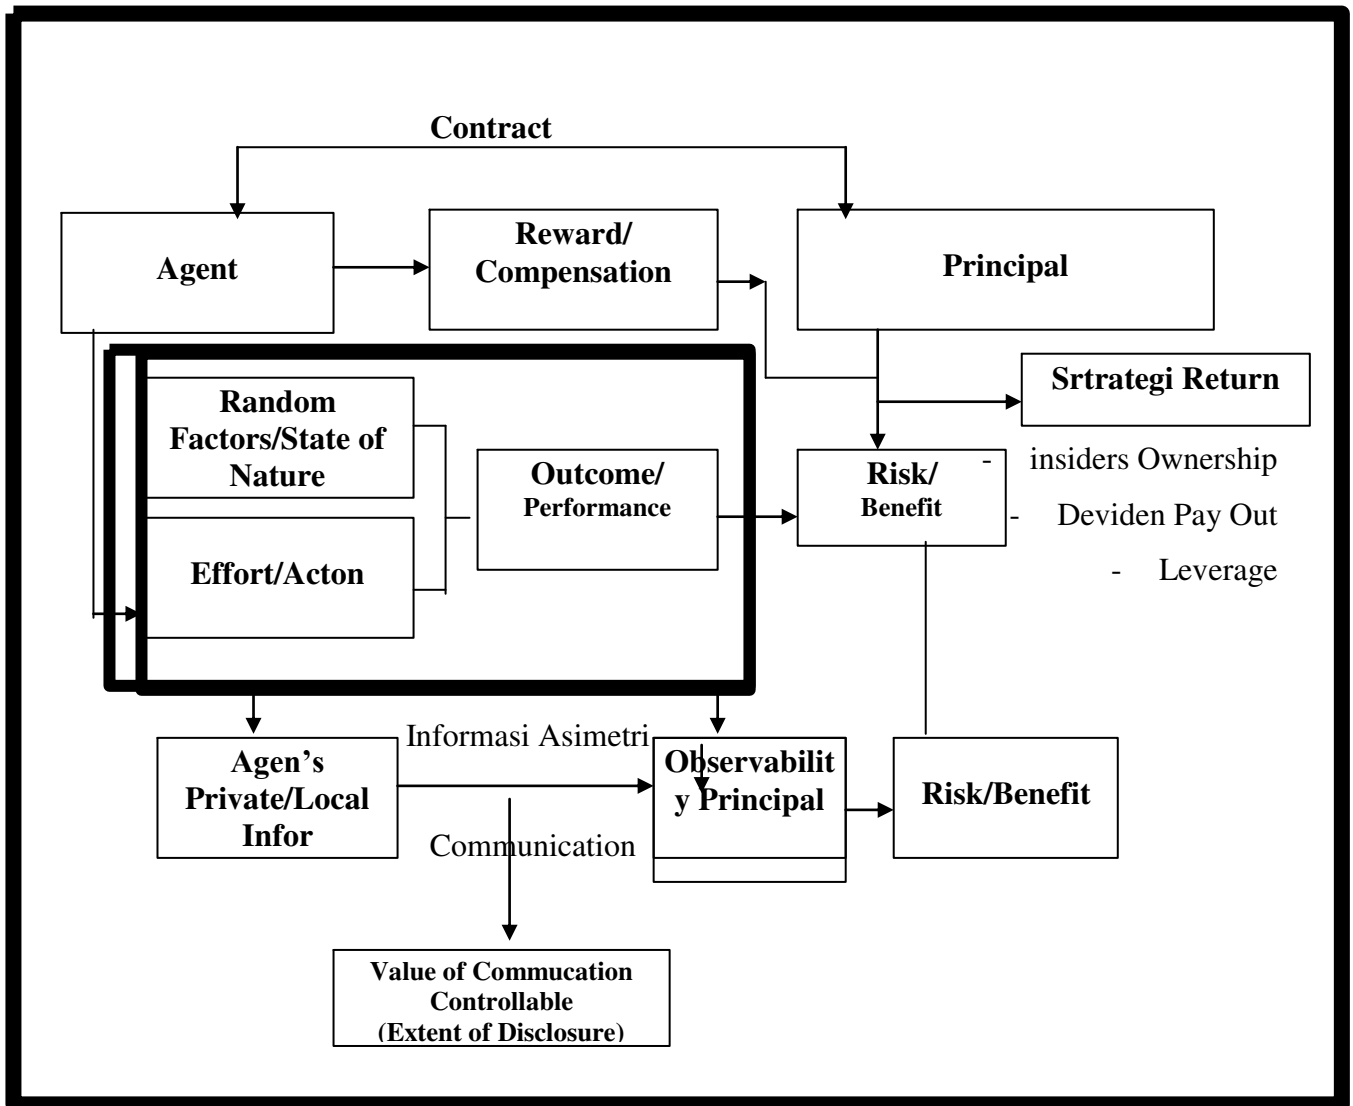 Contract
Agent
Reward/
Compensation
Principal
Srtrategi Return
- insiders Ownership
- Deviden Pay Out
- Leverage
Random
Factors/State of
Nature
Effort/Acton
Outcome/
Performance
Risk/
Benefit
Informasi Asimetri
Agen’s
Private/Local
Infor
Communication
Observabilit
y Principal
Risk/Benefit
Value of Commucation
Controllable
(Extent of Disclosure)